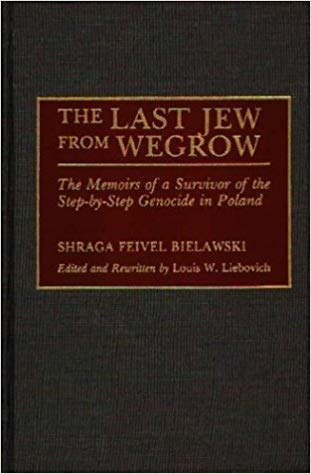 THE LAST JEW
FROM WEGROW
The Memoirs of a Survivor of the
Step-by-Step Genocide in Poland
SHRAGA FEIVEL BIELAWSKI
Edited and Rewritten by Louis W. Liebovich